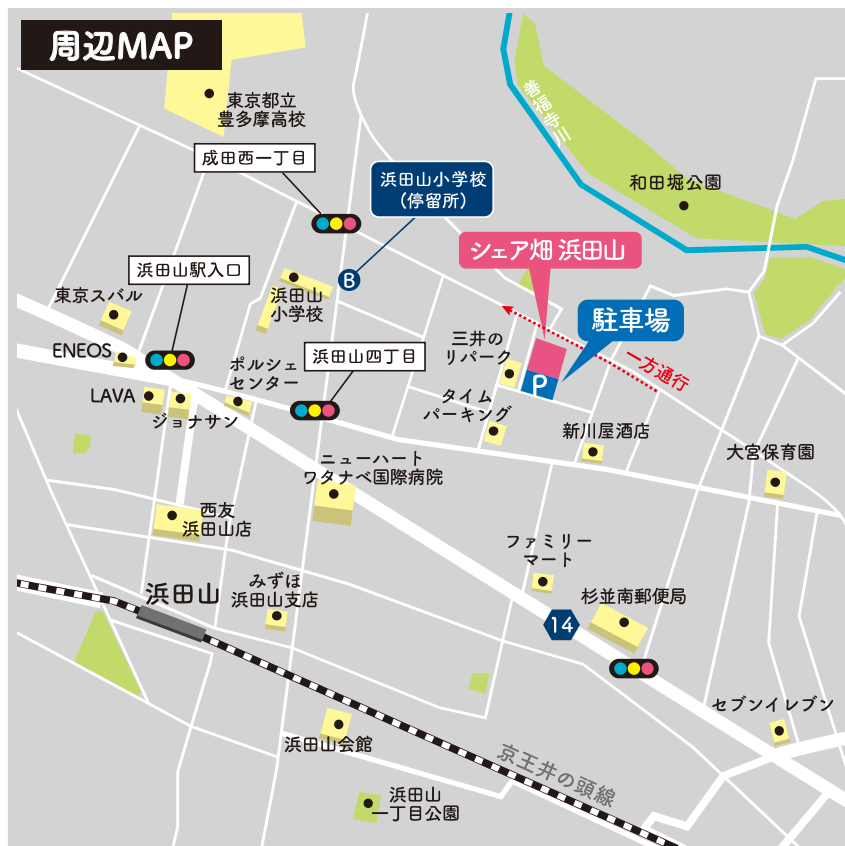 周辺MAP
東京都立
豊多摩高校
善福寺川
成田西一丁目
浜田山小学校
（停留所）
和田堀公園
シェア畑 浜田山
浜田山駅入口
B
東京スバル
浜田山
小学校
駐車場
三井の
リパーク
一方通行
ENEOS
ポルシェ
センター
浜田山四丁目
P
LAVA
ジョナサン
タイム
パーキング
新川屋酒店
大宮保育園
ニューハート
ワタナベ国際病院
西友
浜田山店
ファミリー
マート
浜田山
みずほ
浜田山支店
杉並南郵便局
14
セブンイレブン
浜田山会館
京王井の頭線
浜田山
一丁目公園